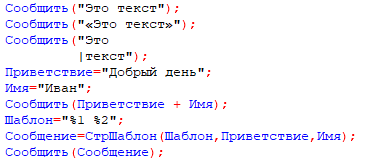 Сообщить("Это текст");
Сообщить("«Это текст»");
Сообщить("Это
|текст");
Приветствие="Добрый день";
Имя="Иван";
Сообщить(Приветствие + Имя);
Шаблон="%1 %2";
Сообщение=СтрШаблон(Шаблон,Приветствие,Имя);
Сообщить(Сообщение);